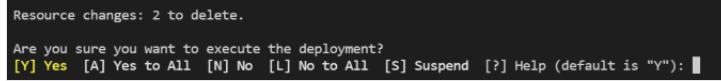 Resource changes: 2 to delete.
Are you sure you want to execute the deployment?
[Y] Yes  [A] Yes to All  [N] No  [L] No to All  [S] Suspend  [?] Help (default is "Y"):